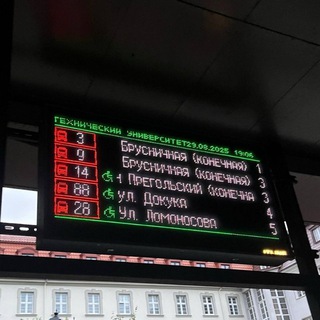 ТЕХНИЧЕСКИЙ УНИВЕРСИТЕТ 29.08.2025 19:06
3 Брусничная (конечная) 1
9 Брусничная (конечная) 3
14 Прегольский (конечна 3
88 ул. Докука 4
28 Ул. Ломоносова 5